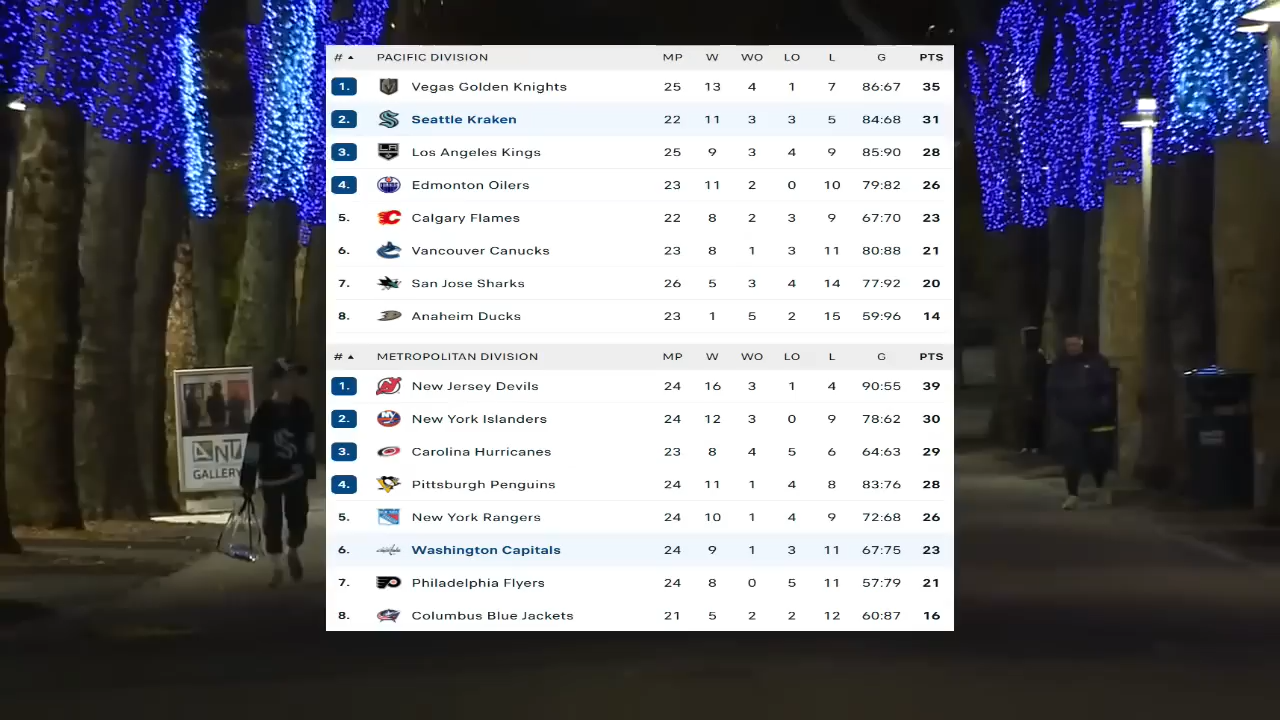 # PACIFIC DIVISION MP W WO LO L G PTS
1. Vegas Golden Knights 25 13 4 1 7 86:67 35
2. Seattle Kraken 22 11 3 3 5 84:68 31
3. Los Angeles Kings 25 9 3 4 9 85:90 28
4. Edmonton Oilers 23 11 2 0 10 79:82 26
5. Calgary Flames 22 8 2 3 9 67:70 23
6. Vancouver Canucks 23 8 1 3 11 80:88 21
7. San Jose Sharks 26 5 3 4 14 77:92 20
8. Anaheim Ducks 23 1 5 2 15 59:96 14
# METROPOLITAN DIVISION MP W WO LO L G PTS
1. New Jersey Devils 24 16 3 1 4 90:55 39
2. New York Islanders 24 12 3 0 9 78:62 30
3. Carolina Hurricanes 23 8 4 5 6 64:63 29
4. Pittsburgh Penguins 24 11 1 4 8 83:76 28
5. New York Rangers 24 10 1 4 9 72:68 26
6. Washington Capitals 24 9 1 3 11 67:75 23
7. Philadelphia Flyers 24 8 0 5 11 57:79 21
8. Columbus Blue Jackets 21 5 2 2 12 60:87 16
GALLERY